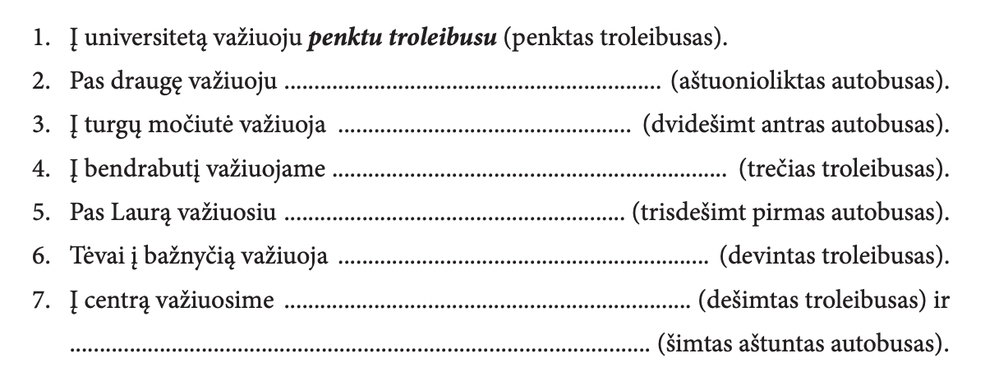 1. Į universitetą važiuoju penktu troleibusu (penktas troleibusas).
2. Pas draugę važiuoju ............................................................... (aštuonioliktas autobusas).
3. Į turgų močiutė važiuoja ................................................. (dvidešimt antras autobusas).
4. Į bendrabutį važiuojame .................................................................. (trečias troleibusas).
5. Pas Laurą važiuosiu ......................................................... (trisdešimt pirmas autobusas).
6. Tėvai į bažnyčią važiuoja .............................................................. (devintas troleibusas).
7. Į centrą važiuosime .................................................................... (dešimtas troleibusas) ir
................................................................................................. (šimtas aštuntas autobusas).